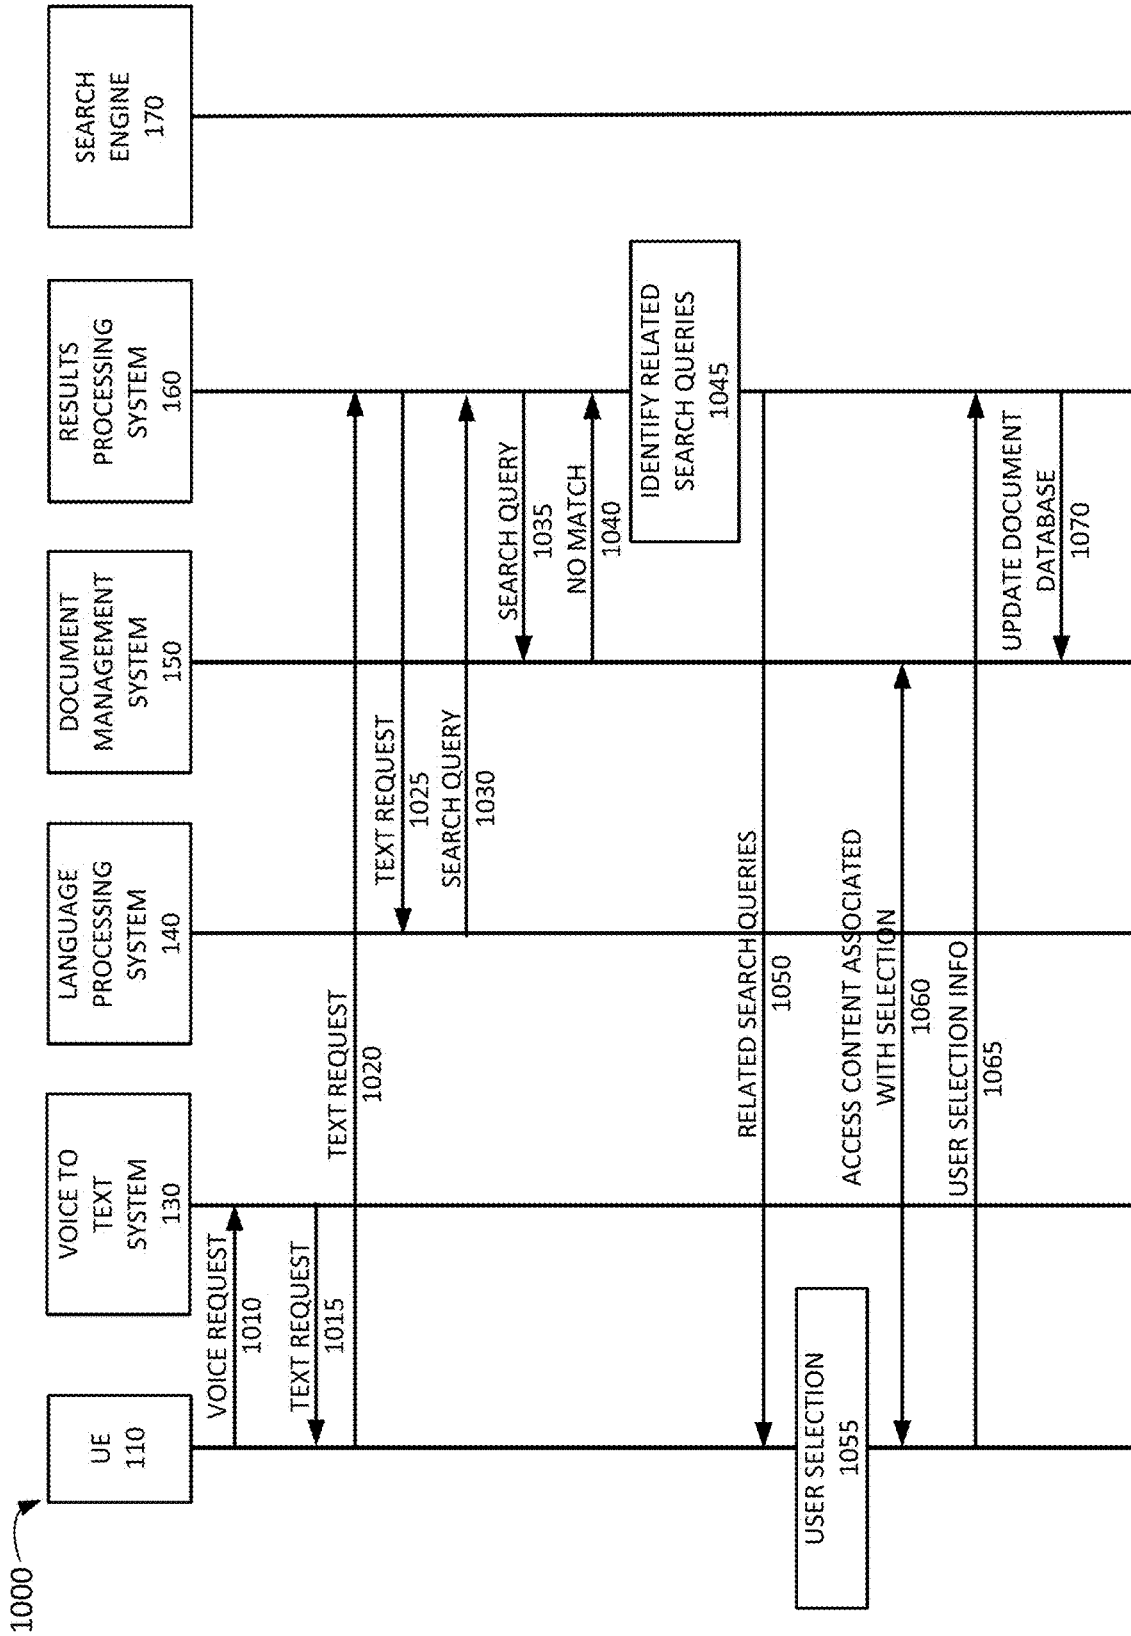 1000
UE
110
VOICE TO
TEXT
SYSTEM
130
LANGUAGE
PROCESSING
SYSTEM
140
DOCUMENT
MANAGEMENT
SYSTEM
150
RESULTS
PROCESSING
SYSTEM
160
SEARCH
ENGINE
170
VOICE REQUEST
1010
TEXT REQUEST
1015
TEXT REQUEST
1020
TEXT REQUEST
1025
SEARCH QUERY
1030
SEARCH QUERY
1035
NO MATCH
1040
IDENTIFY RELATED
SEARCH QUERIES
1045
RELATED SEARCH QUERIES
1050
USER SELECTION
1055
ACCESS CONTENT ASSOCIATED
WITH SELECTION
1060
USER SELECTION INFO
1065
UPDATE DOCUMENT
DATABASE
1070